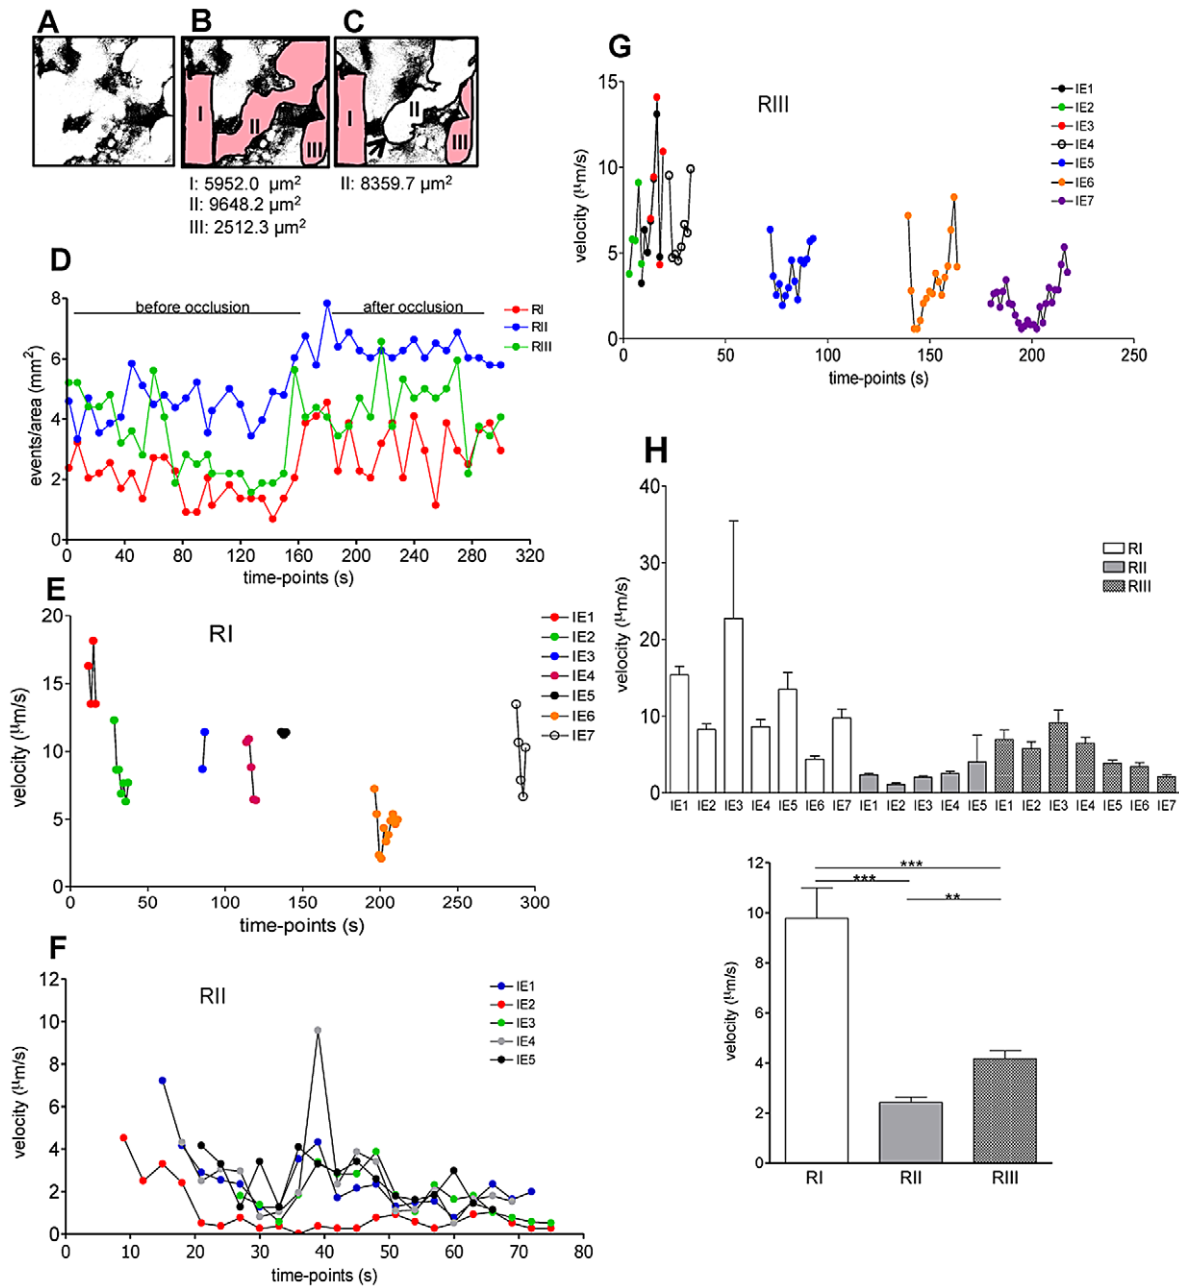 A
B
C
I
II
III
I
II
III
I: 5952.0 µm²
II: 9648.2 µm²
III: 2512.3 µm²
II: 8359.7 µm²
D
before occlusion
after occlusion
RI
RII
RIII
events/area (mm²)
8
6
4
2
0
1 40 80 120 160 200 240 280 320
time-points (s)
E
RI
IE1
IE2
IE3
IE4
IE5
IE6
IE7
velocity (µm/s)
20
15
10
5
0
0 50 100 150 200 250 300
time-points (s)
F
RII
IE1
IE2
IE3
IE4
IE5
velocity (µm/s)
12
10
8
6
4
2
0
0 10 20 30 40 50 60 70 80
time-points (s)
G
RIII
IE1
IE2
IE3
IE4
IE5
IE6
IE7
velocity (µm/s)
15
10
5
0
0 50 100 150 200 250
time-points (s)
H
RI
RII
RIII
velocity (µm/s)
40
30
20
10
0
IE1 IE2 IE3 IE4 IE5 IE6 IE7 IE1 IE2 IE3 IE4 IE5 IE1 IE2 IE3 IE4 IE5 IE6 IE7
***
***
**
velocity (µm/s)
12
10
8
6
4
2
0
RI RII RIII